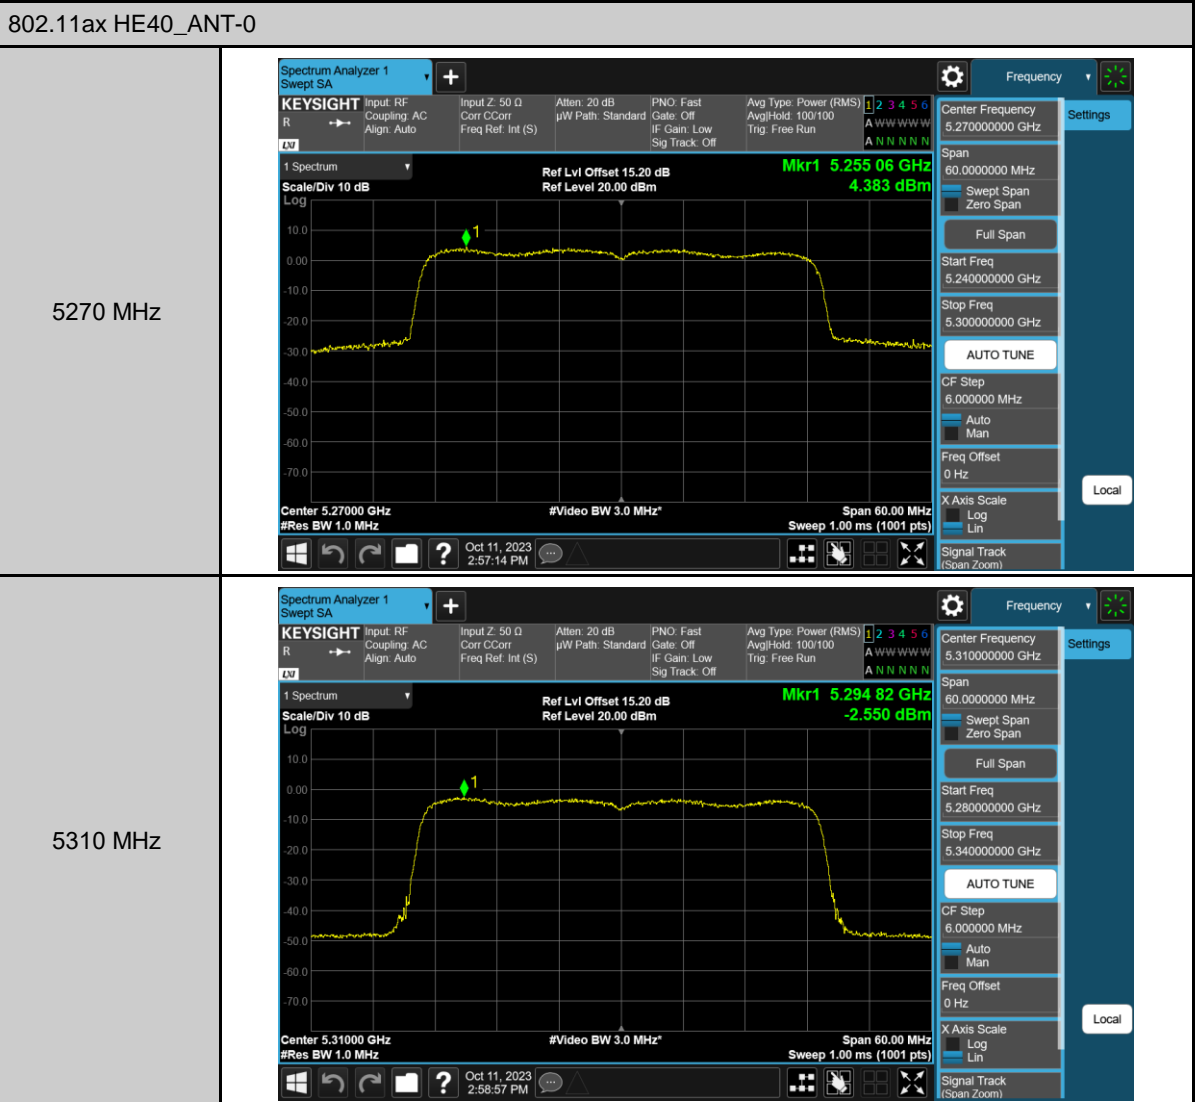 802.11ax HE40_ANT-0
5270 MHz
Spectrum Analyzer 1
Swept SA
Frequency
KEYSIGHT
R
LXI
Input: RF
Coupling: AC
Align: Auto
Input Z: 50 Ω
Corr CCorr
Freq Ref: Int (S)
Atten: 20 dB
µW Path: Standard
PNO: Fast
Gate: Off
IF Gain: Low
Sig Track: Off
Avg Type: Power (RMS)
Avg|Hold: 100/100
Trig: Free Run
1 2 3 4 5 6
A W W W W W
A N N N N N
Center Frequency
5.270000000 GHz
Settings
Span
60.0000000 MHz
Swept Span
Zero Span
Full Span
Start Freq
5.240000000 GHz
Stop Freq
5.300000000 GHz
AUTO TUNE
CF Step
6.000000 MHz
Auto
Man
Freq Offset
0 Hz
X Axis Scale
Log
Lin
Local
Signal Track
(Span Zoom)
1 Spectrum
Scale/Div 10 dB
Log
Ref Lvl Offset 15.20 dB
Ref Level 20.00 dBm
Mkr1 5.255 06 GHz
4.383 dBm
1
10.0
0.00
-10.0
-20.0
-30.0
-40.0
-50.0
-60.0
-70.0
Center 5.27000 GHz
#Res BW 1.0 MHz
#Video BW 3.0 MHz*
Span 60.00 MHz
Sweep 1.00 ms (1001 pts)
?
Oct 11, 2023
2:57:14 PM
5310 MHz
Spectrum Analyzer 1
Swept SA
Frequency
KEYSIGHT
R
LXI
Input: RF
Coupling: AC
Align: Auto
Input Z: 50 Ω
Corr CCorr
Freq Ref: Int (S)
Atten: 20 dB
µW Path: Standard
PNO: Fast
Gate: Off
IF Gain: Low
Sig Track: Off
Avg Type: Power (RMS)
Avg|Hold: 100/100
Trig: Free Run
1 2 3 4 5 6
A W W W W W
A N N N N N
Center Frequency
5.310000000 GHz
Settings
Span
60.0000000 MHz
Swept Span
Zero Span
Full Span
Start Freq
5.280000000 GHz
Stop Freq
5.340000000 GHz
AUTO TUNE
CF Step
6.000000 MHz
Auto
Man
Freq Offset
0 Hz
X Axis Scale
Log
Lin
Local
Signal Track
(Span Zoom)
1 Spectrum
Scale/Div 10 dB
Log
Ref Lvl Offset 15.20 dB
Ref Level 20.00 dBm
Mkr1 5.294 82 GHz
-2.550 dBm
1
10.0
0.00
-10.0
-20.0
-30.0
-40.0
-50.0
-60.0
-70.0
Center 5.31000 GHz
#Res BW 1.0 MHz
#Video BW 3.0 MHz*
Span 60.00 MHz
Sweep 1.00 ms (1001 pts)
?
Oct 11, 2023
2:58:57 PM